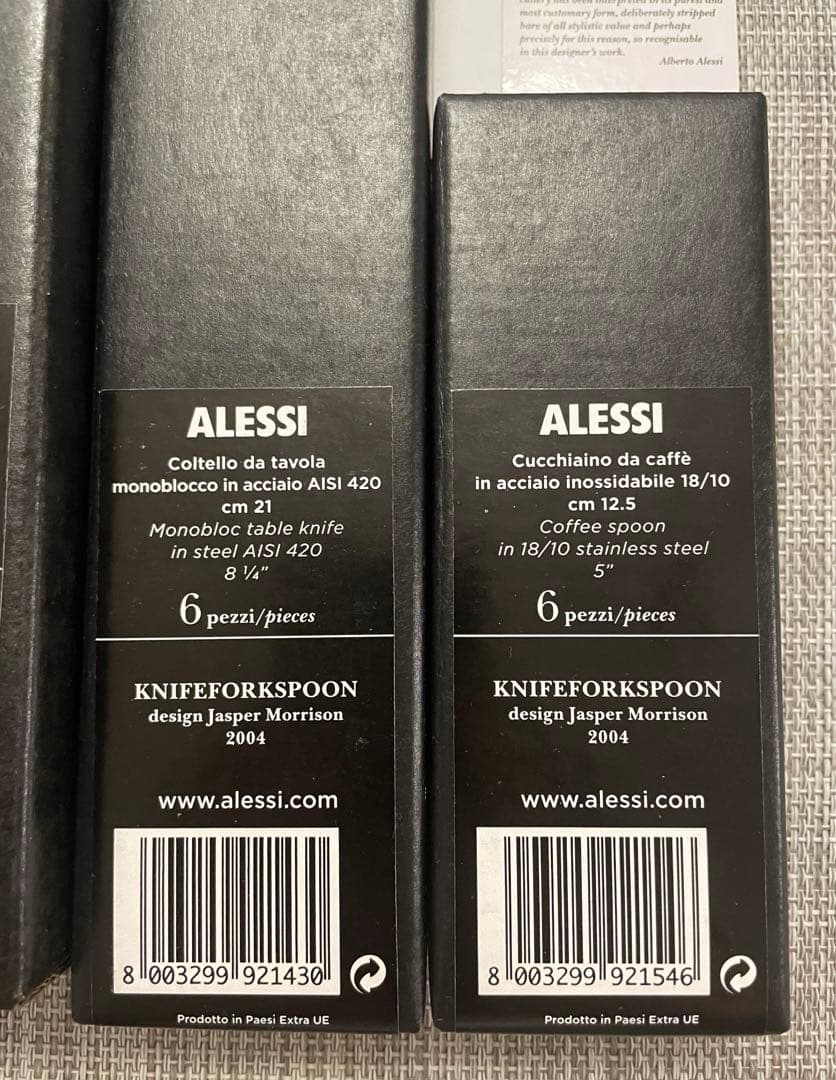 most customary form, deliberately stripped
bare of all stylistic value and perhaps
precisely for this reason, so recognisable
in this designer's work.
Alberto Alessi
ALESSI
Coltello da tavola
monoblocco in acciaio AISI 420
cm 21
Monobloc table knife
in steel AISI 420
8 ¼"
6 pezzi/pieces
KNIFEFORKSPOON
design Jasper Morrison
2004
www.alessi.com
8 003299 921430
Prodotto in Paesi Extra UE
ALESSI
Cucchiaino da caffè
in acciaio inossidabile 18/10
cm 12.5
Coffee spoon
in 18/10 stainless steel
5"
6 pezzi/pieces
KNIFEFORKSPOON
design Jasper Morrison
2004
www.alessi.com
8 003299 921546
Prodotto in Paesi Extra UE